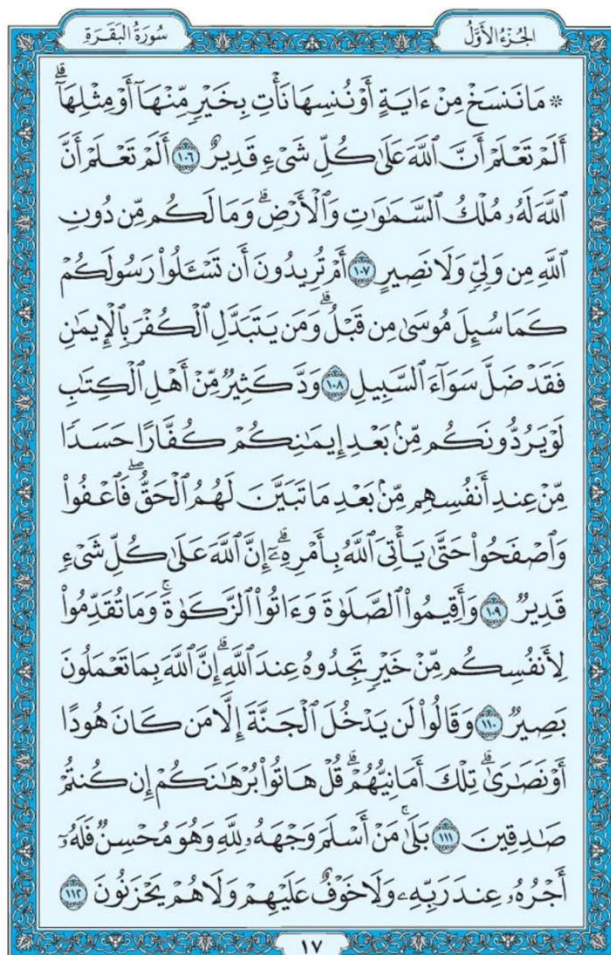 الجُزْءُ الأَوَّلُ
سُورَةُ البَقَرَةِ
۞ مَا نَنسَخْ مِنْ ءَايَةٍ أَوْ نُنسِهَا نَأْتِ بِخَيْرٍ مِّنْهَآ أَوْ مِثْلِهَآۗ
أَلَمْ تَعْلَمْ أَنَّ ٱللَّهَ عَلَىٰ كُلِّ شَىْءٍ قَدِيرٌ ١٠٦ أَلَمْ تَعْلَمْ أَنَّ
ٱللَّهَ لَهُۥ مُلْكُ ٱلسَّمَٰوَٰتِ وَٱلْأَرْضِۗ وَمَا لَكُم مِّن دُونِ
ٱللَّهِ مِن وَلِىٍّ وَلَا نَصِيرٍ ١٠٧ أَمْ تُرِيدُونَ أَن تَسْـَٔلُوا۟ رَسُولَكُمْ
كَمَا سُئِلَ مُوسَىٰ مِن قَبْلُۗ وَمَن يَتَبَدَّلِ ٱلْكُفْرَ بِٱلْإِيمَٰنِ
فَقَدْ ضَلَّ سَوَآءَ ٱلسَّبِيلِ ١٠٨ وَدَّ كَثِيرٌ مِّنْ أَهْلِ ٱلْكِتَٰبِ
لَوْ يَرُدُّونَكُم مِّنۢ بَعْدِ إِيمَٰنِكُمْ كُفَّارًا حَسَدًا
مِّنْ عِندِ أَنفُسِهِم مِّنۢ بَعْدِ مَا تَبَيَّنَ لَهُمُ ٱلْحَقُّۖ فَٱعْفُوا۟
وَٱصْفَحُوا۟ حَتَّىٰ يَأْتِىَ ٱللَّهُ بِأَمْرِهِۦٓۗ إِنَّ ٱللَّهَ عَلَىٰ كُلِّ شَىْءٍ
قَدِيرٌ ١٠٩ وَأَقِيمُوا۟ ٱلصَّلَوٰةَ وَءَاتُوا۟ ٱلزَّكَوٰةَۚ وَمَا تُقَدِّمُوا۟
لِأَنفُسِكُم مِّنْ خَيْرٍ تَجِدُوهُ عِندَ ٱللَّهِۗ إِنَّ ٱللَّهَ بِمَا تَعْمَلُونَ
بَصِيرٌ ١١٠ وَقَالُوا۟ لَن يَدْخُلَ ٱلْجَنَّةَ إِلَّا مَن كَانَ هُودًا
أَوْ نَصَٰرَىٰۗ تِلْكَ أَمَانِيُّهُمْۗ قُلْ هَاتُوا۟ بُرْهَٰنَكُمْ إِن كُنتُمْ
صَٰدِقِينَ ١١١ بَلَىٰۚ مَنْ أَسْلَمَ وَجْهَهُۥ لِلَّهِ وَهُوَ مُحْسِنٌ فَلَهُۥٓ
أَجْرُهُۥ عِندَ رَبِّهِۦ وَلَا خَوْفٌ عَلَيْهِمْ وَلَا هُمْ يَحْزَنُونَ ١١٢
١٧